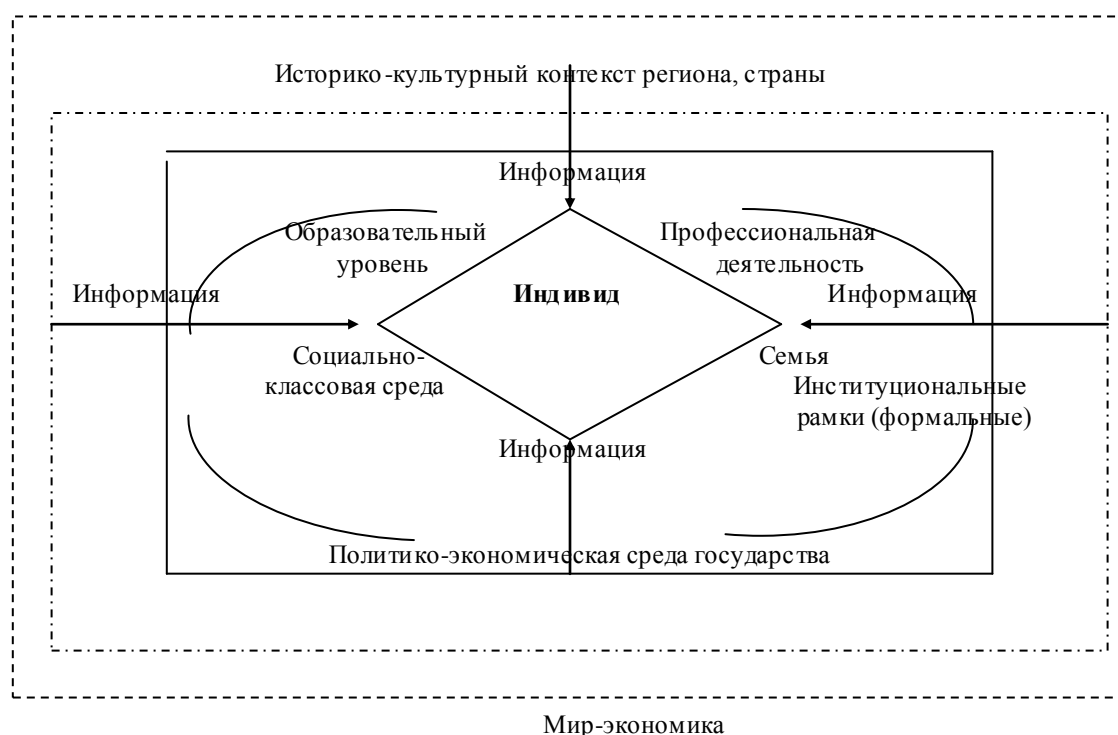 Историко-культурный контекст региона, страны
Информация
Образовательный
уровень
Профессиональная
деятельность
Информация
Индивид
Информация
Социально-
классовая среда
Семья
Институциональные
рамки (формальные)
Информация
Политико-экономическая среда государства
Мир-экономика